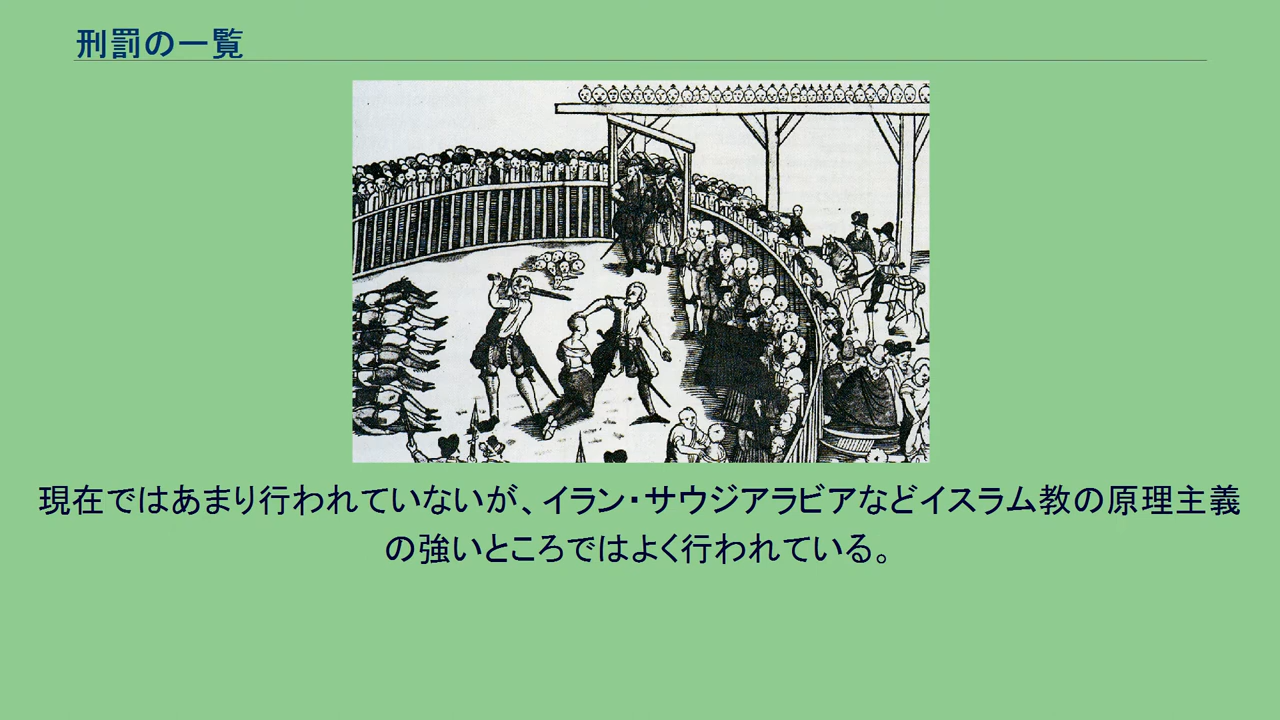 刑罰の一覧
現在ではあまり行われていないが、イラン・サウジアラビアなどイスラム教の原理主義
の強いところではよく行われている。